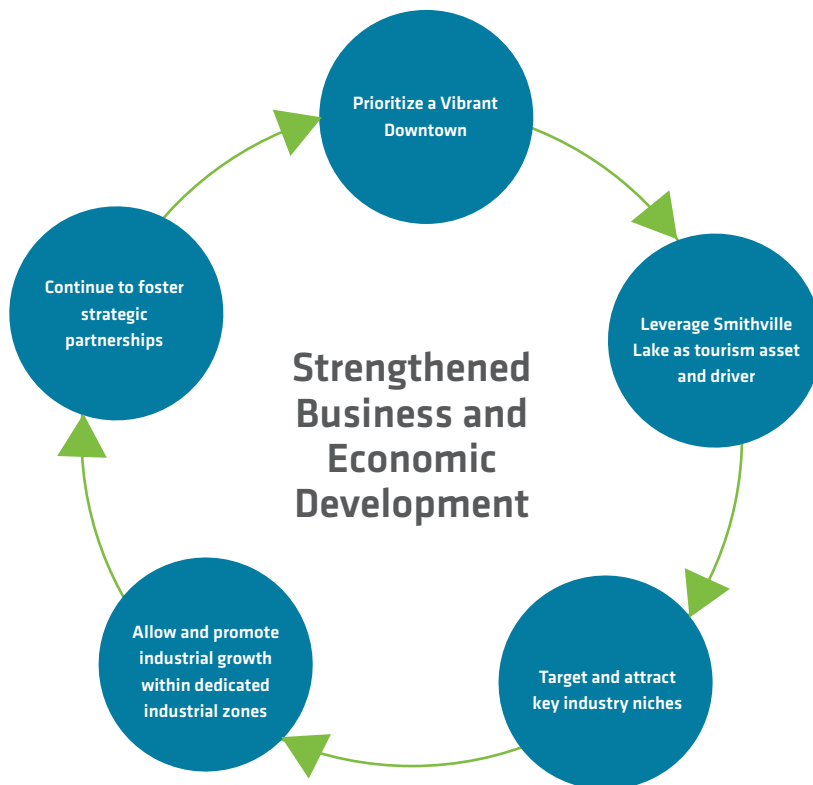 Prioritize a Vibrant
Downtown
Leverage Smithville
Lake as tourism asset
and driver
Target and attract
key industry niches
Allow and promote
industrial growth
within dedicated
industrial zones
Continue to foster
strategic
partnerships
Strengthened
Business and
Economic
Development